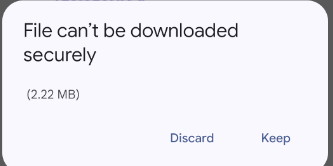 File can’t be downloaded
securely
(2.22 MB)
Discard Keep